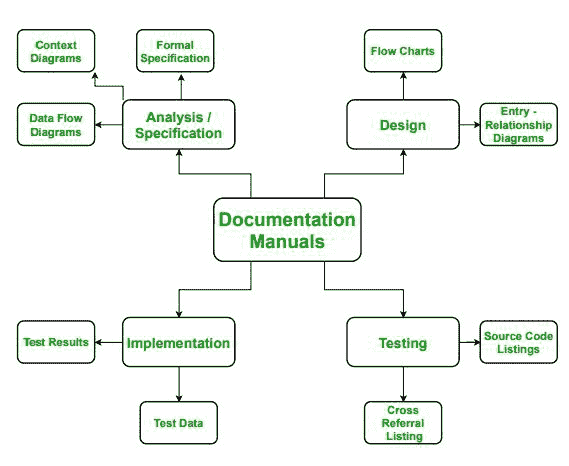 Context
Diagrams
Formal
Specification
Flow Charts
Data Flow
Diagrams
Analysis /
Specification
Design
Entry -
Relationship
Diagrams
Documentation
Manuals
Test Results
Implementation
Testing
Source Code
Listings
Test Data
Cross
Referral
Listing